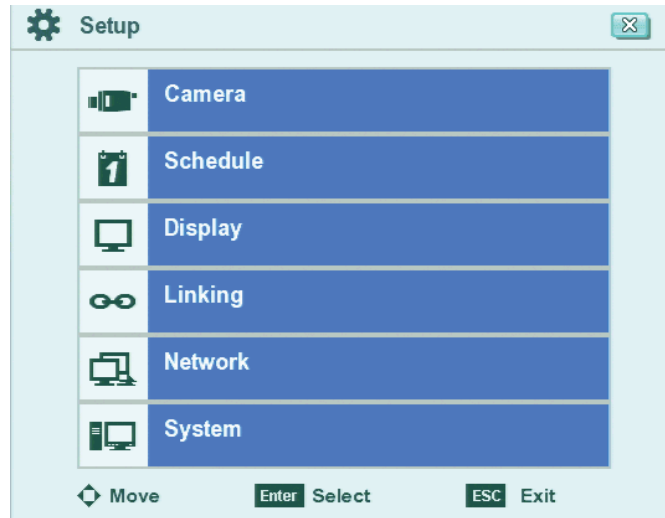 Setup
Camera
1 Schedule
Display
Linking
Network
System
Move Enter Select ESC Exit